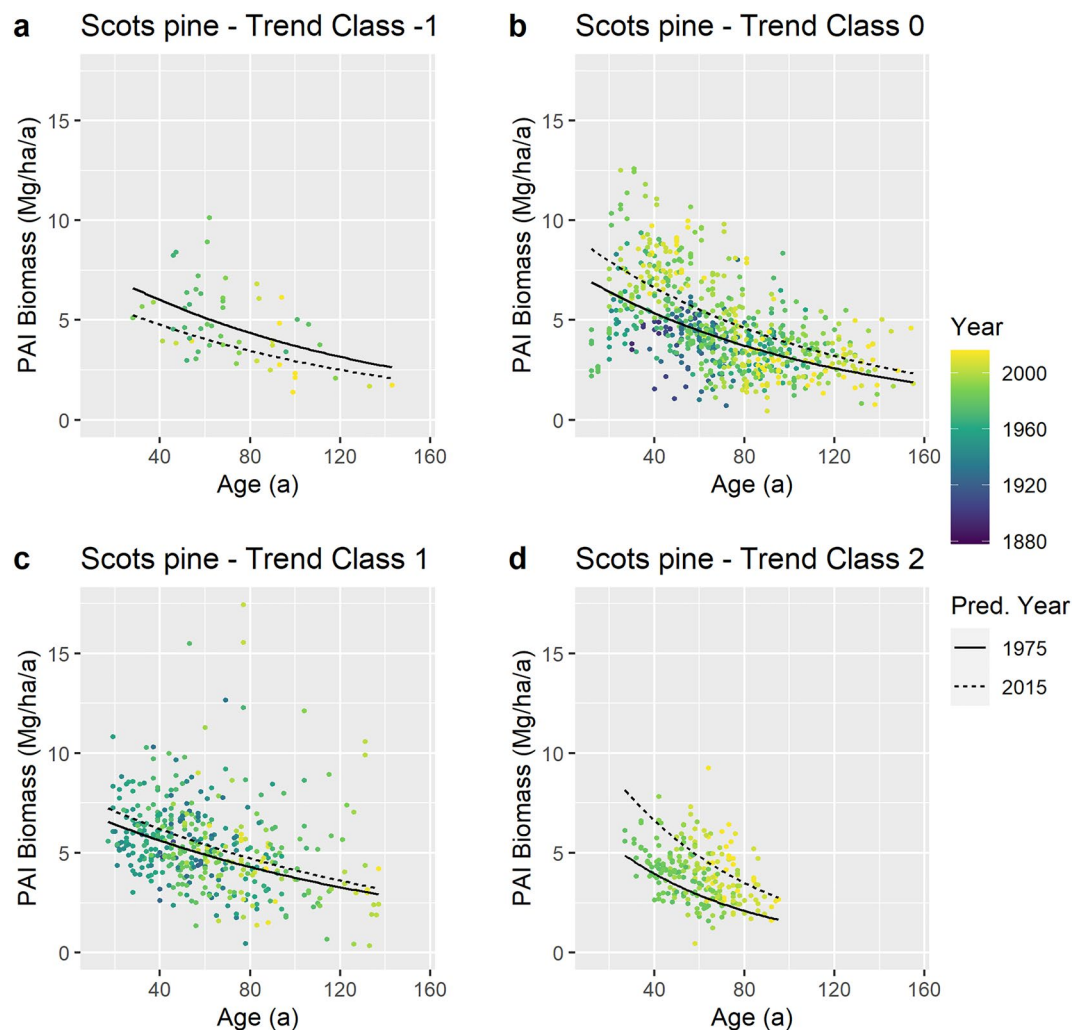 a Scots pine - Trend Class -1
PAI Biomass (Mg/ha/a)
15
10
5
0
40 80 120 160
Age (a)
b Scots pine - Trend Class 0
PAI Biomass (Mg/ha/a)
15
10
5
0
40 80 120 160
Age (a)
c Scots pine - Trend Class 1
PAI Biomass (Mg/ha/a)
15
10
5
0
40 80 120 160
Age (a)
d Scots pine - Trend Class 2
PAI Biomass (Mg/ha/a)
15
10
5
0
40 80 120 160
Age (a)
Year
2000
1960
1920
1880
Pred. Year
1975
2015